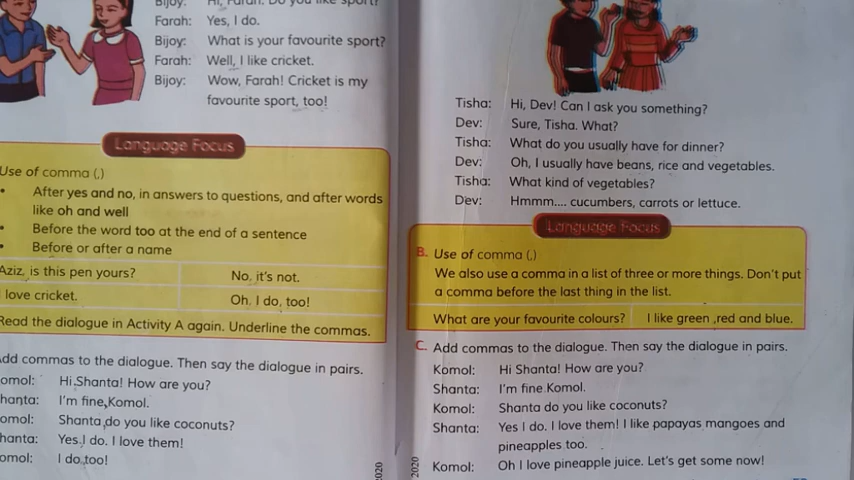 Bijoy: Hi, Farah. Do you like sport?
Farah: Yes, I do.
Bijoy: What is your favourite sport?
Farah: Well, I like cricket.
Bijoy: Wow, Farah! Cricket is my
favourite sport, too!
Language Focus
Use of comma (,)
• After yes and no, in answers to questions, and after words
like oh and well
• Before the word too at the end of a sentence
• Before or after a name
Aziz, is this pen yours? No, it's not.
love cricket. Oh, I do, too!
Read the dialogue in Activity A again. Underline the commas.
Add commas to the dialogue. Then say the dialogue in pairs.
omol: Hi,Shanta! How are you?
hanta: I'm fine,Komol.
omol: Shanta,do you like coconuts?
hanta: Yes,I do. I love them!
omol: I do,too!
2020
Tisha: Hi, Dev! Can I ask you something?
Dev: Sure, Tisha. What?
Tisha: What do you usually have for dinner?
Dev: Oh, I usually have beans, rice and vegetables.
Tisha: What kind of vegetables?
Dev: Hmmm.... cucumbers, carrots or lettuce.
Language Focus
B. Use of comma (,)
We also use a comma in a list of three or more things. Don't put
a comma before the last thing in the list.
What are your favourite colours? I like green ,red and blue.
C. Add commas to the dialogue. Then say the dialogue in pairs.
Komol: Hi Shanta! How are you?
Shanta: I'm fine Komol.
Komol: Shanta do you like coconuts?
Shanta: Yes I do. I love them! I like papayas mangoes and
pineapples too.
Komol: Oh I love pineapple juice. Let's get some now!
2020